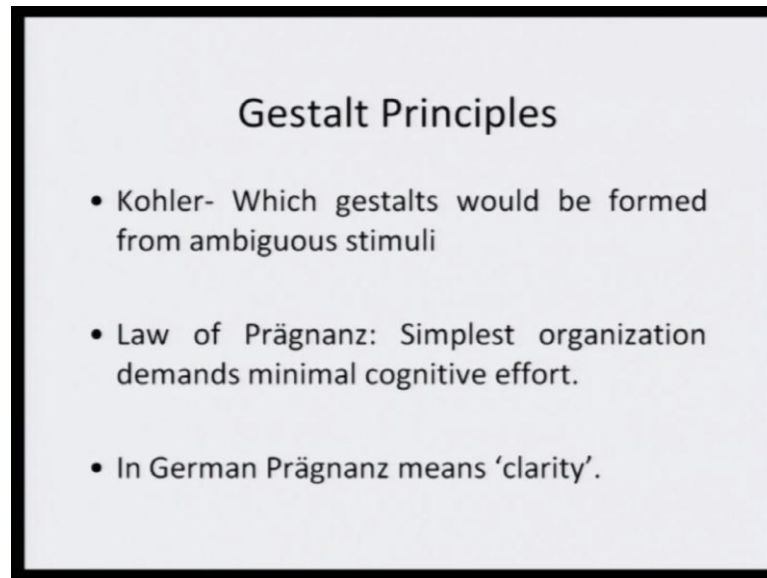 Gestalt Principles
• Kohler- Which gestalts would be formed
from ambiguous stimuli
• Law of Prägnanz: Simplest organization
demands minimal cognitive effort.
• In German Prägnanz means ‘clarity’.